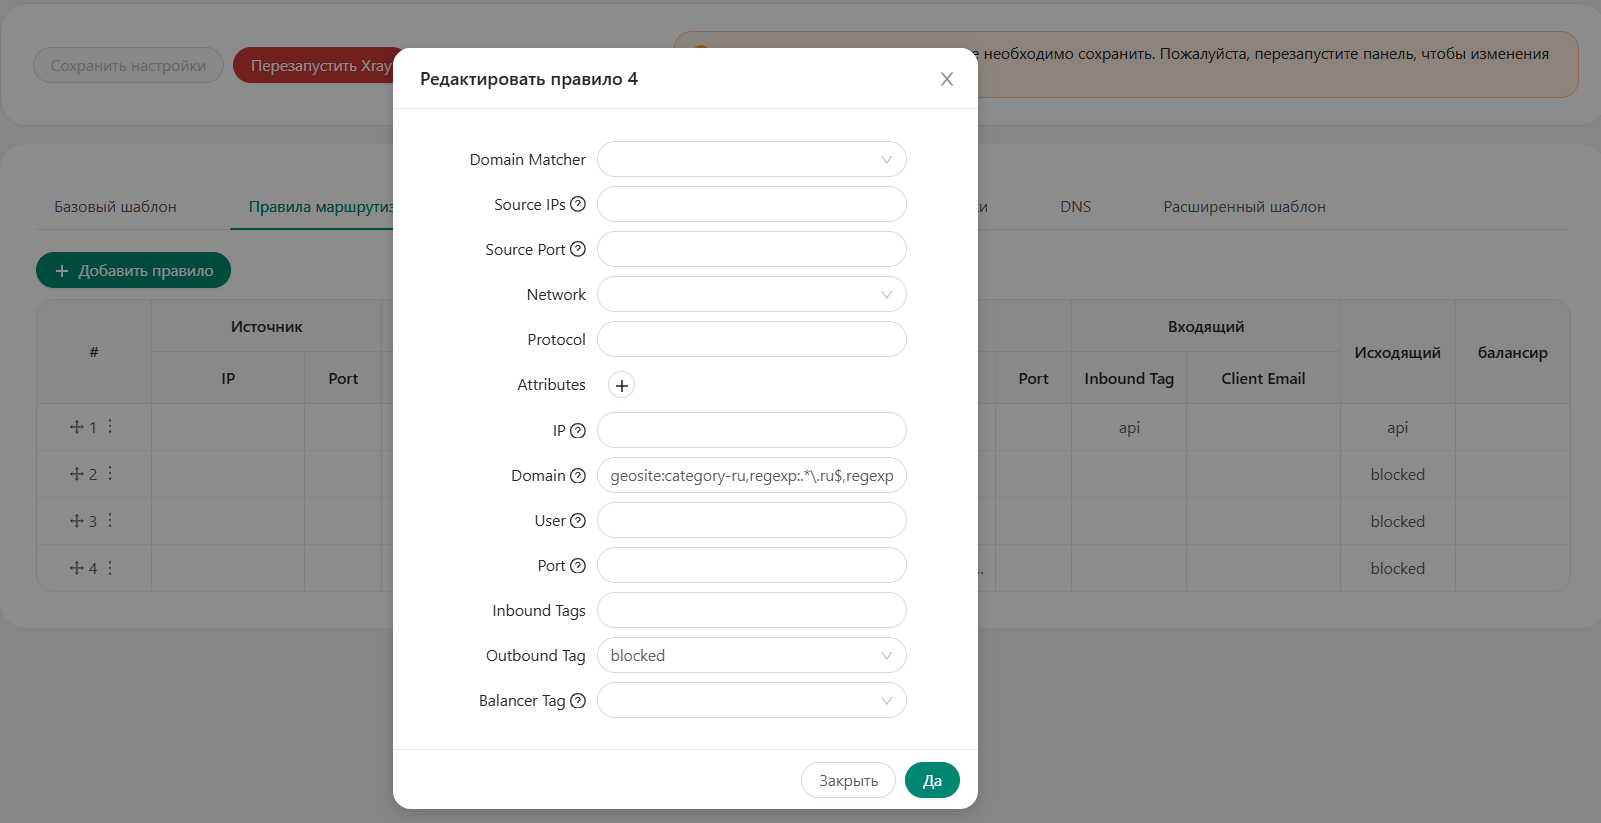 Сохранить настройки
Перезапустить Xray
е необходимо сохранить. Пожалуйста, перезапустите панель, чтобы изменения
Редактировать правило 4
Domain Matcher
Source IPs
Source Port
Network
Protocol
Attributes
IP
Domain geosite:category-ru,regexp:.*\.ru$,regexp
User
Port
Inbound Tags
Outbound Tag blocked
Balancer Tag
Закрыть Да
Базовый шаблон Правила маршрутиз ки DNS Расширенный шаблон
+ Добавить правило
# Источник Входящий Исходящий балансир
IP Port Port Inbound Tag Client Email
1 api api
2 blocked
3 blocked
4 .. blocked